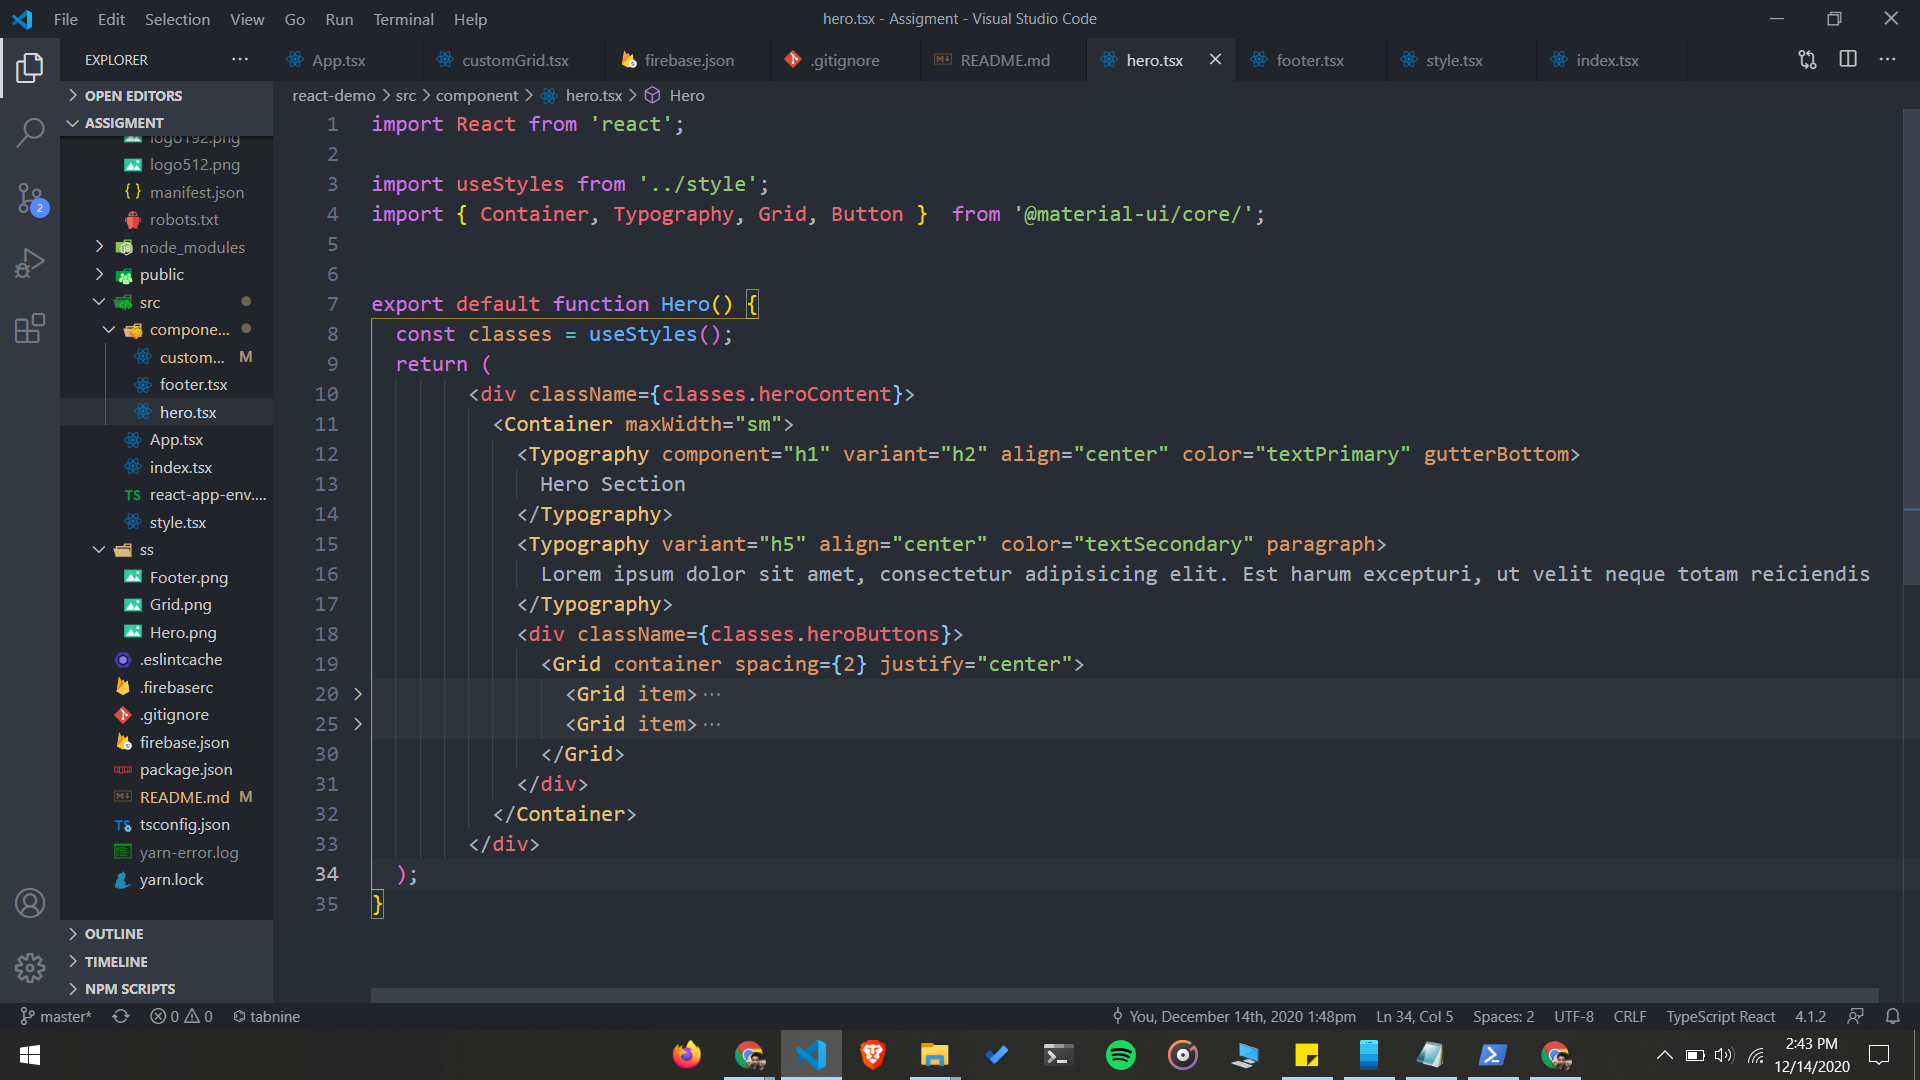 File Edit Selection View Go Run Terminal Help
hero.tsx - Assigment - Visual Studio Code
EXPLORER
App.tsx customGrid.tsx firebase.json .gitignore README.md hero.tsx footer.tsx style.tsx index.tsx
OPEN EDITORS
ASSIGMENT
logo192.png
logo512.png
manifest.json
robots.txt
node_modules
public
src
compone...
custom... M
footer.tsx
hero.tsx
App.tsx
index.tsx
TS react-app-env....
style.tsx
ss
Footer.png
Grid.png
Hero.png
.eslintcache
.firebaserc
.gitignore
firebase.json
package.json
README.md M
tsconfig.json
yarn-error.log
yarn.lock
OUTLINE
TIMELINE
NPM SCRIPTS
2
react-demo > src > component > hero.tsx > Hero
1 import React from 'react';
2
3 import useStyles from '../style';
4 import { Container, Typography, Grid, Button }  from '@material-ui/core/';
5
6
7 export default function Hero() {
8   const classes = useStyles();
9   return (
10         <div className={classes.heroContent}>
11           <Container maxWidth="sm">
12             <Typography component="h1" variant="h2" align="center" color="textPrimary" gutterBottom>
13               Hero Section
14             </Typography>
15             <Typography variant="h5" align="center" color="textSecondary" paragraph>
16               Lorem ipsum dolor sit amet, consectetur adipisicing elit. Est harum excepturi, ut velit neque totam reiciendis
17             </Typography>
18             <div className={classes.heroButtons}>
19               <Grid container spacing={2} justify="center">
20                 <Grid item>...
25                 <Grid item>...
30               </Grid>
31             </div>
32           </Container>
33         </div>
34   );
35 }
master* 0 0 tabnine
You, December 14th, 2020 1:48pm Ln 34, Col 5 Spaces: 2 UTF-8 CRLF TypeScript React 4.1.2
2:43 PM
12/14/2020